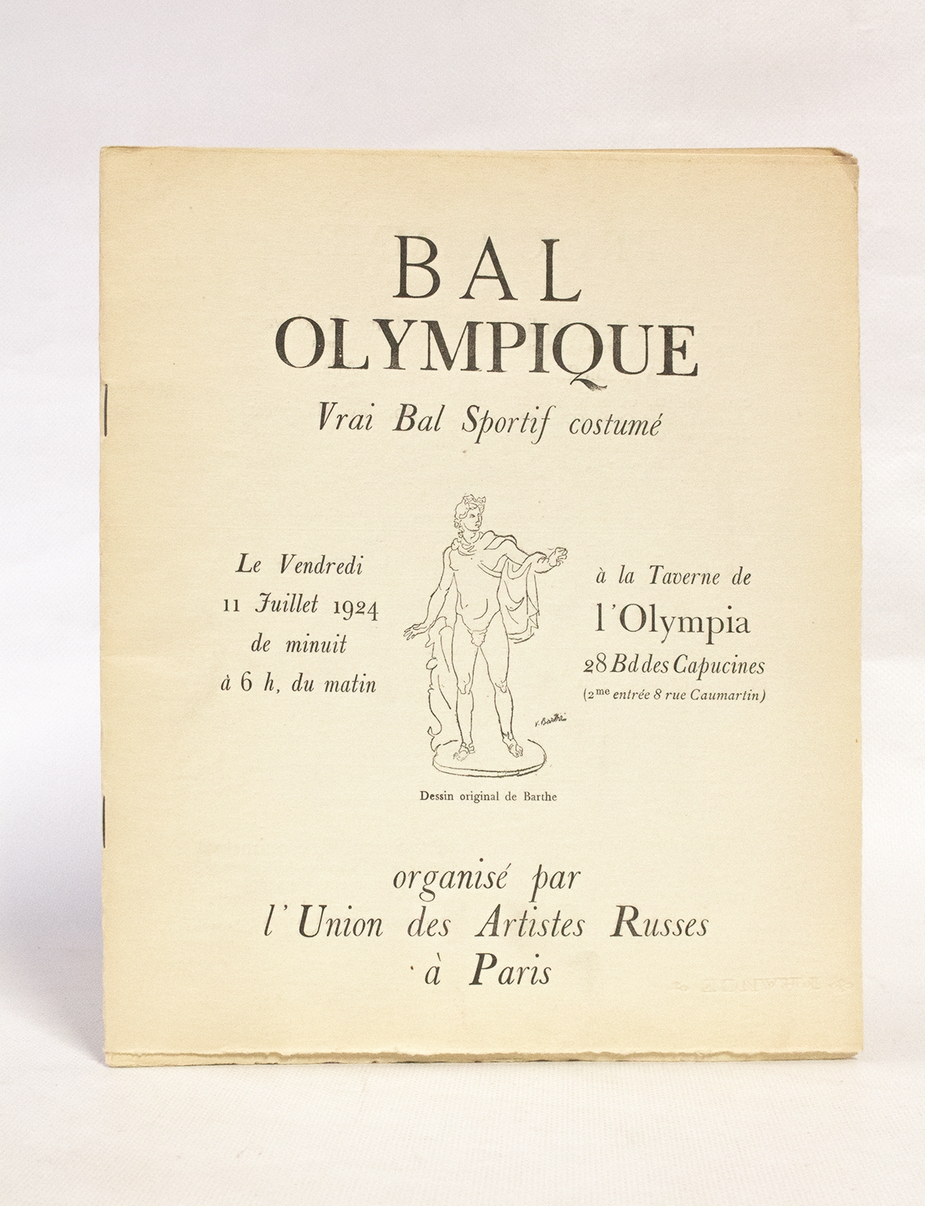 BAL
OLYMPIQUE
Vrai Bal Sportif costumé
Le Vendredi
11 Juillet 1924
de minuit
à 6 h, du matin
à la Taverne de
l'Olympia
28 Bd des Capucines
(2me entrée 8 rue Caumartin)
V. Barthe
Dessin original de Barthe
organisé par
l'Union des Artistes Russes
à Paris